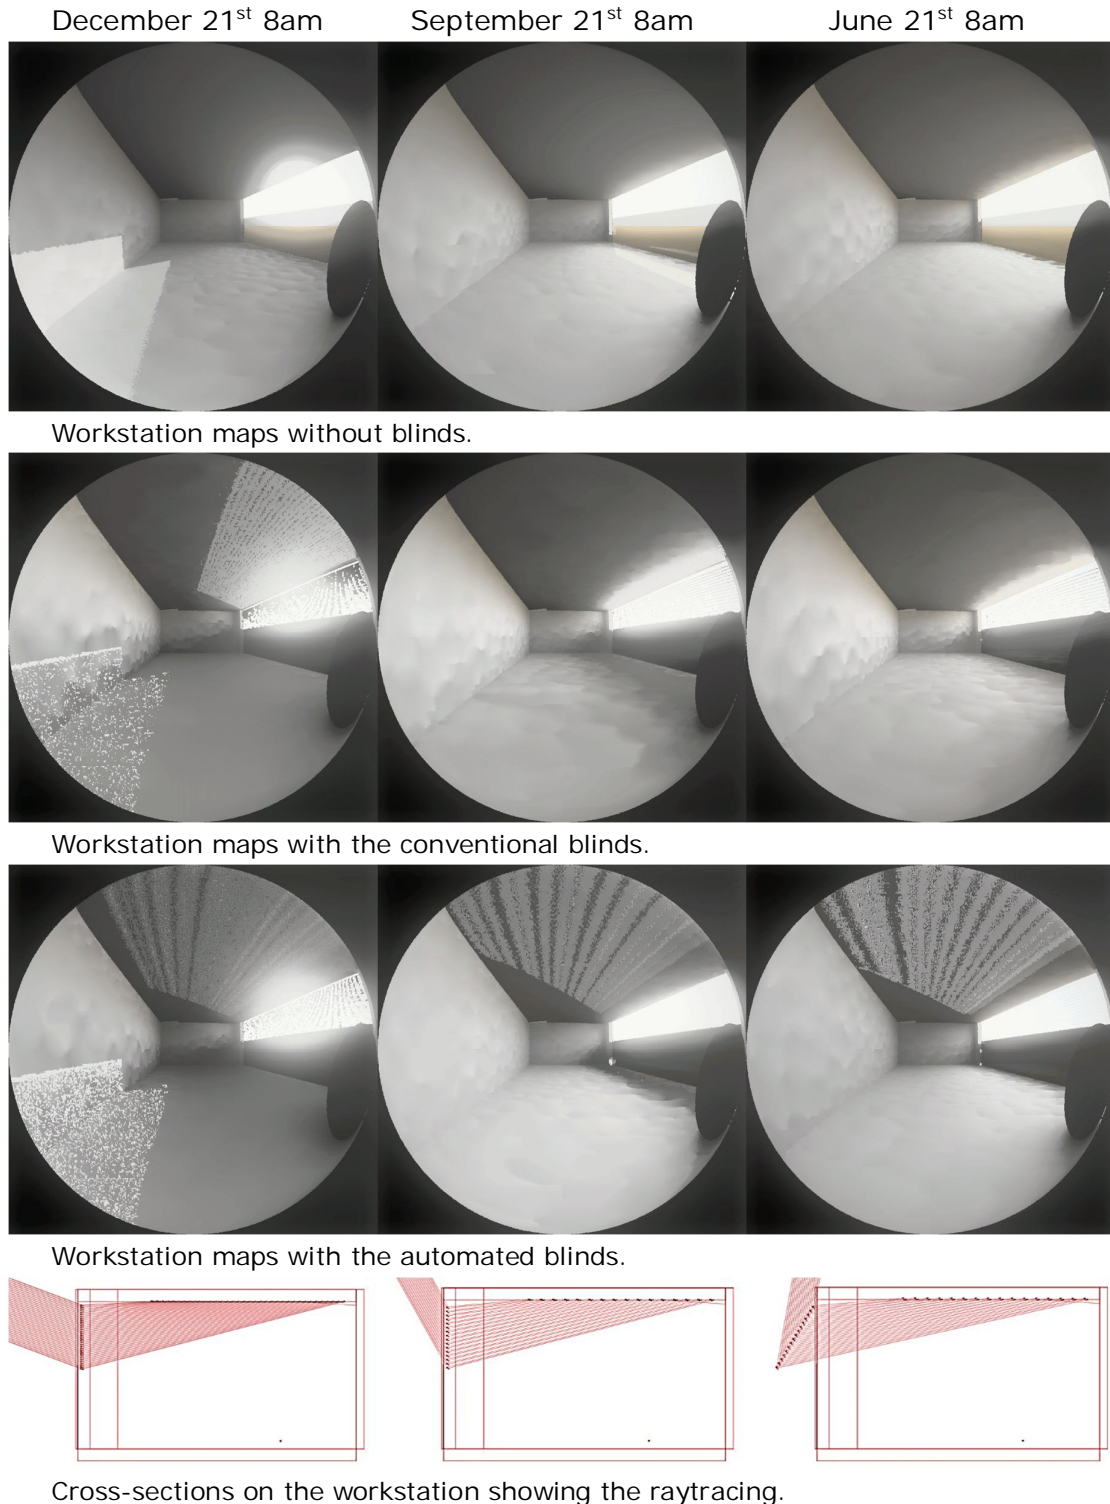 December 21st 8am
September 21st 8am
June 21st 8am
Workstation maps without blinds.
Workstation maps with the conventional blinds.
Workstation maps with the automated blinds.
Cross-sections on the workstation showing the raytracing.